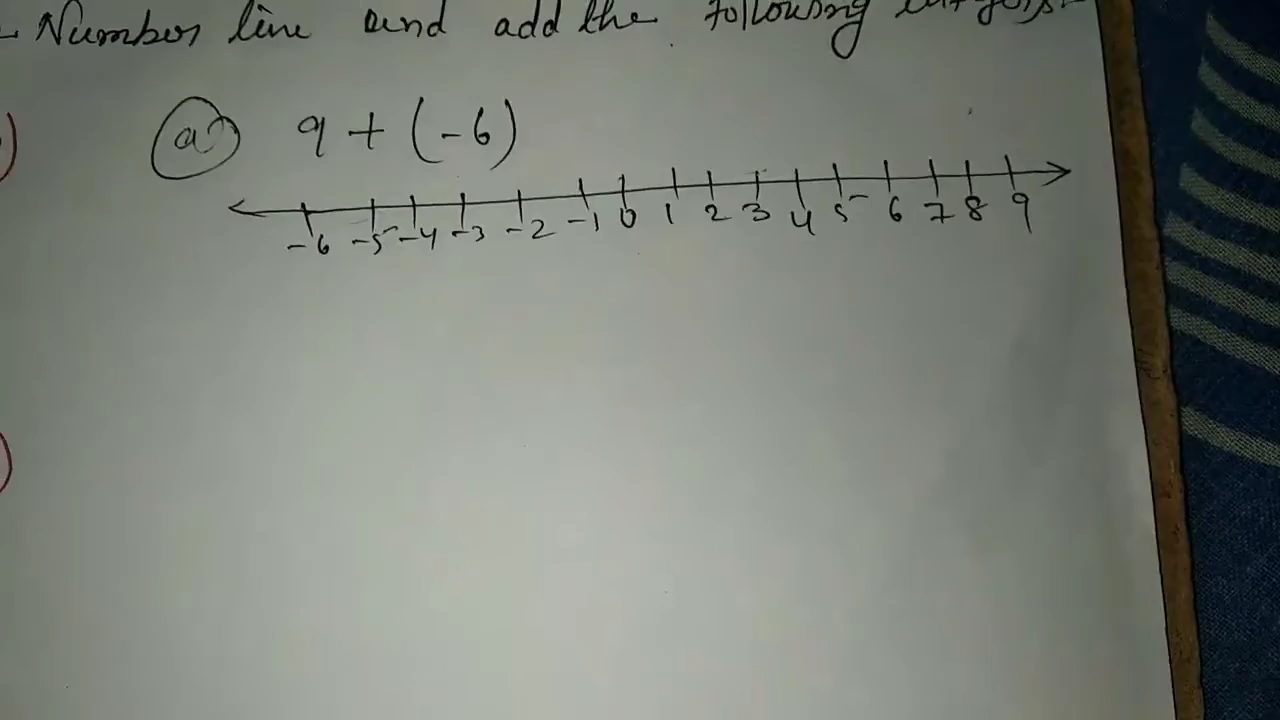 Number line and add the following
a) 9 + (-6)
-6 -5 -4 -3 -2 -1 0 1 2 3 4 5 6 7 8 9